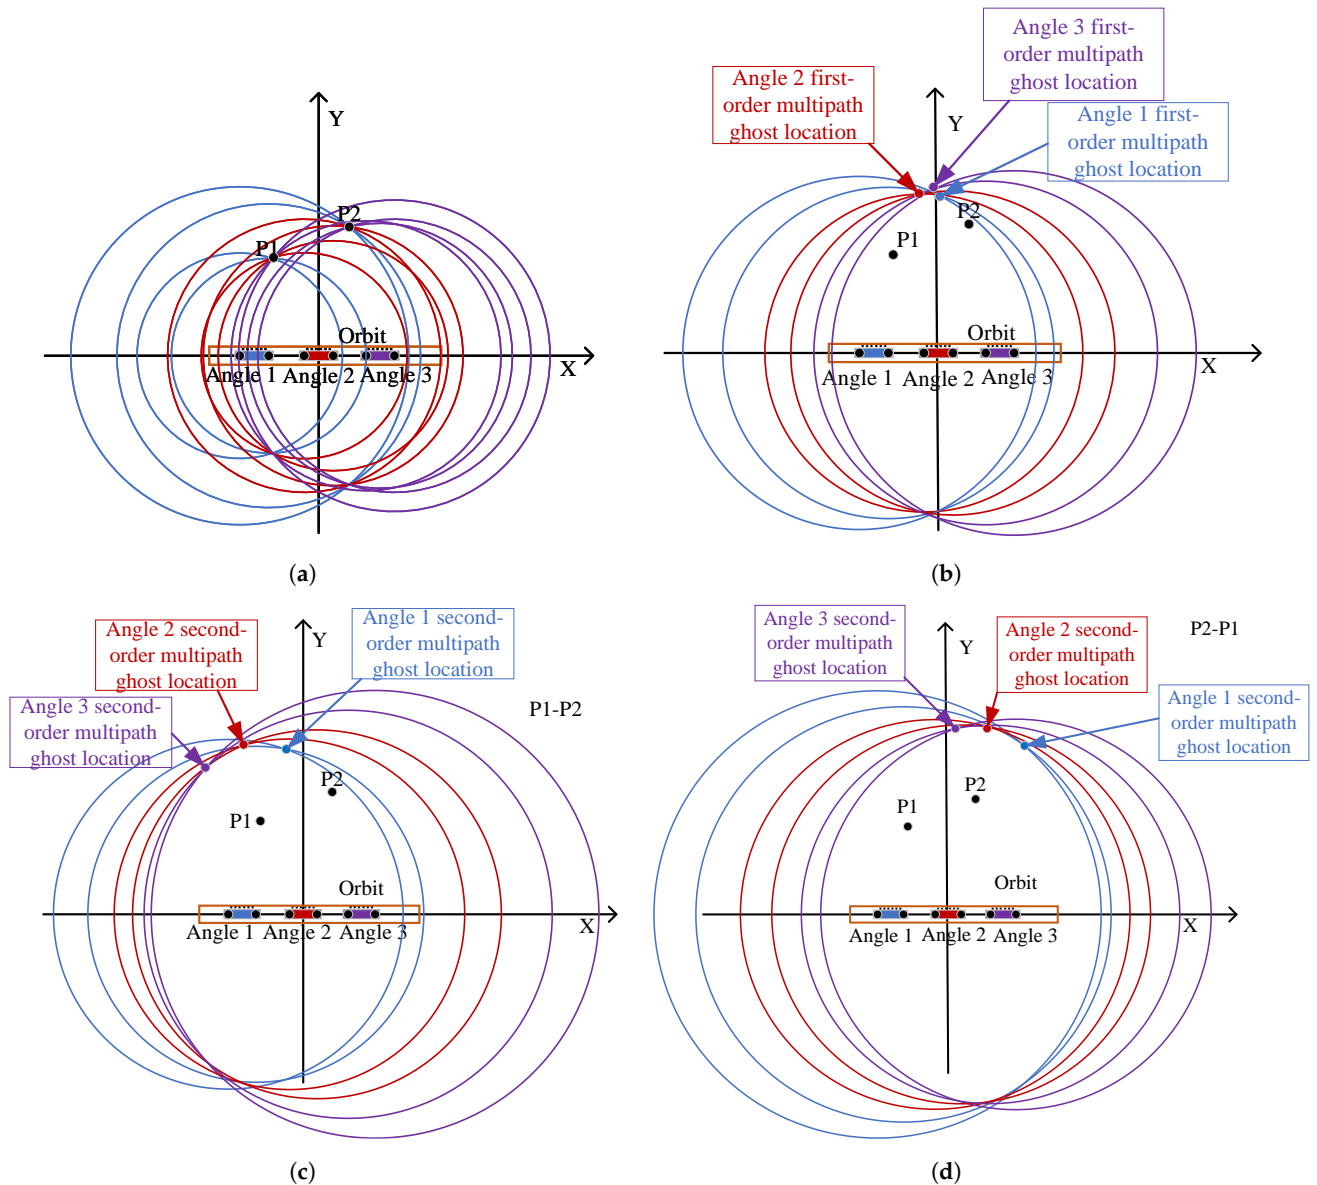 Y
P2
P1
Orbit
X
Angle 1
Angle 2
Angle 3
(a)
Angle 3 first-
order multipath
ghost location
Angle 2 first-
order multipath
ghost location
Angle 1 first-
order multipath
ghost location
Y
P2
P1
Orbit
X
Angle 1
Angle 2
Angle 3
(b)
Angle 2 second-
order multipath
ghost location
Angle 1 second-
order multipath
ghost location
Angle 3 second-
order multipath
ghost location
Y
P1-P2
P2
P1
Orbit
X
Angle 1
Angle 2
Angle 3
(c)
Angle 3 second-
order multipath
ghost location
Angle 2 second-
order multipath
ghost location
Angle 1 second-
order multipath
ghost location
P2-P1
Y
P2
P1
Orbit
X
Angle 1
Angle 2
Angle 3
(d)